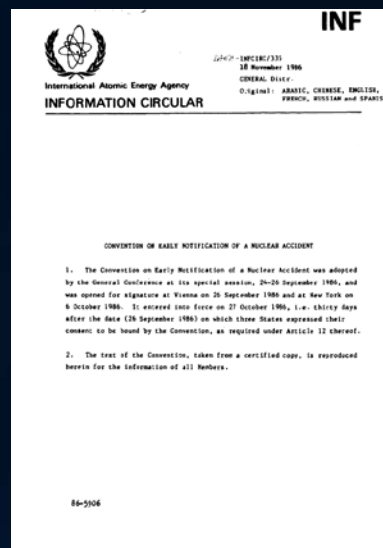 INF
INFCIRC/335
18 November 1986
GENERAL Distr.
Original: ARABIC, CHINESE, ENGLISH,
FRENCH, RUSSIAN and SPANIS
International Atomic Energy Agency
INFORMATION CIRCULAR
CONVENTION ON EARLY NOTIFICATION OF A NUCLEAR ACCIDENT
1. The Convention on Early Notification of a Nuclear Accident was adopted
by the General Conference at its special session, 24-26 September 1986, and
was opened for signature at Vienna on 26 September 1986 and at New York on
6 October 1986. It entered into force on 27 October 1986, i.e. thirty days
after the date (26 September 1986) on which three States expressed their
consent to be bound by the Convention, as required under Article 12 thereof.
2. The text of the Convention, taken from a certified copy, is reproduced
herein for the information of all Members.
86-5906